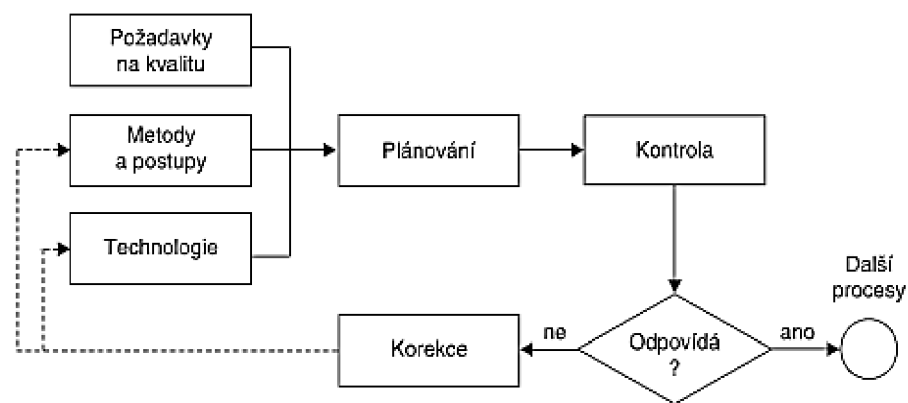 Požadavky
na kvalitu
Metody
a postupy
Plánování
Kontrola
Technologie
Další
procesy
Korekce
ne
Odpovídá
?
ano